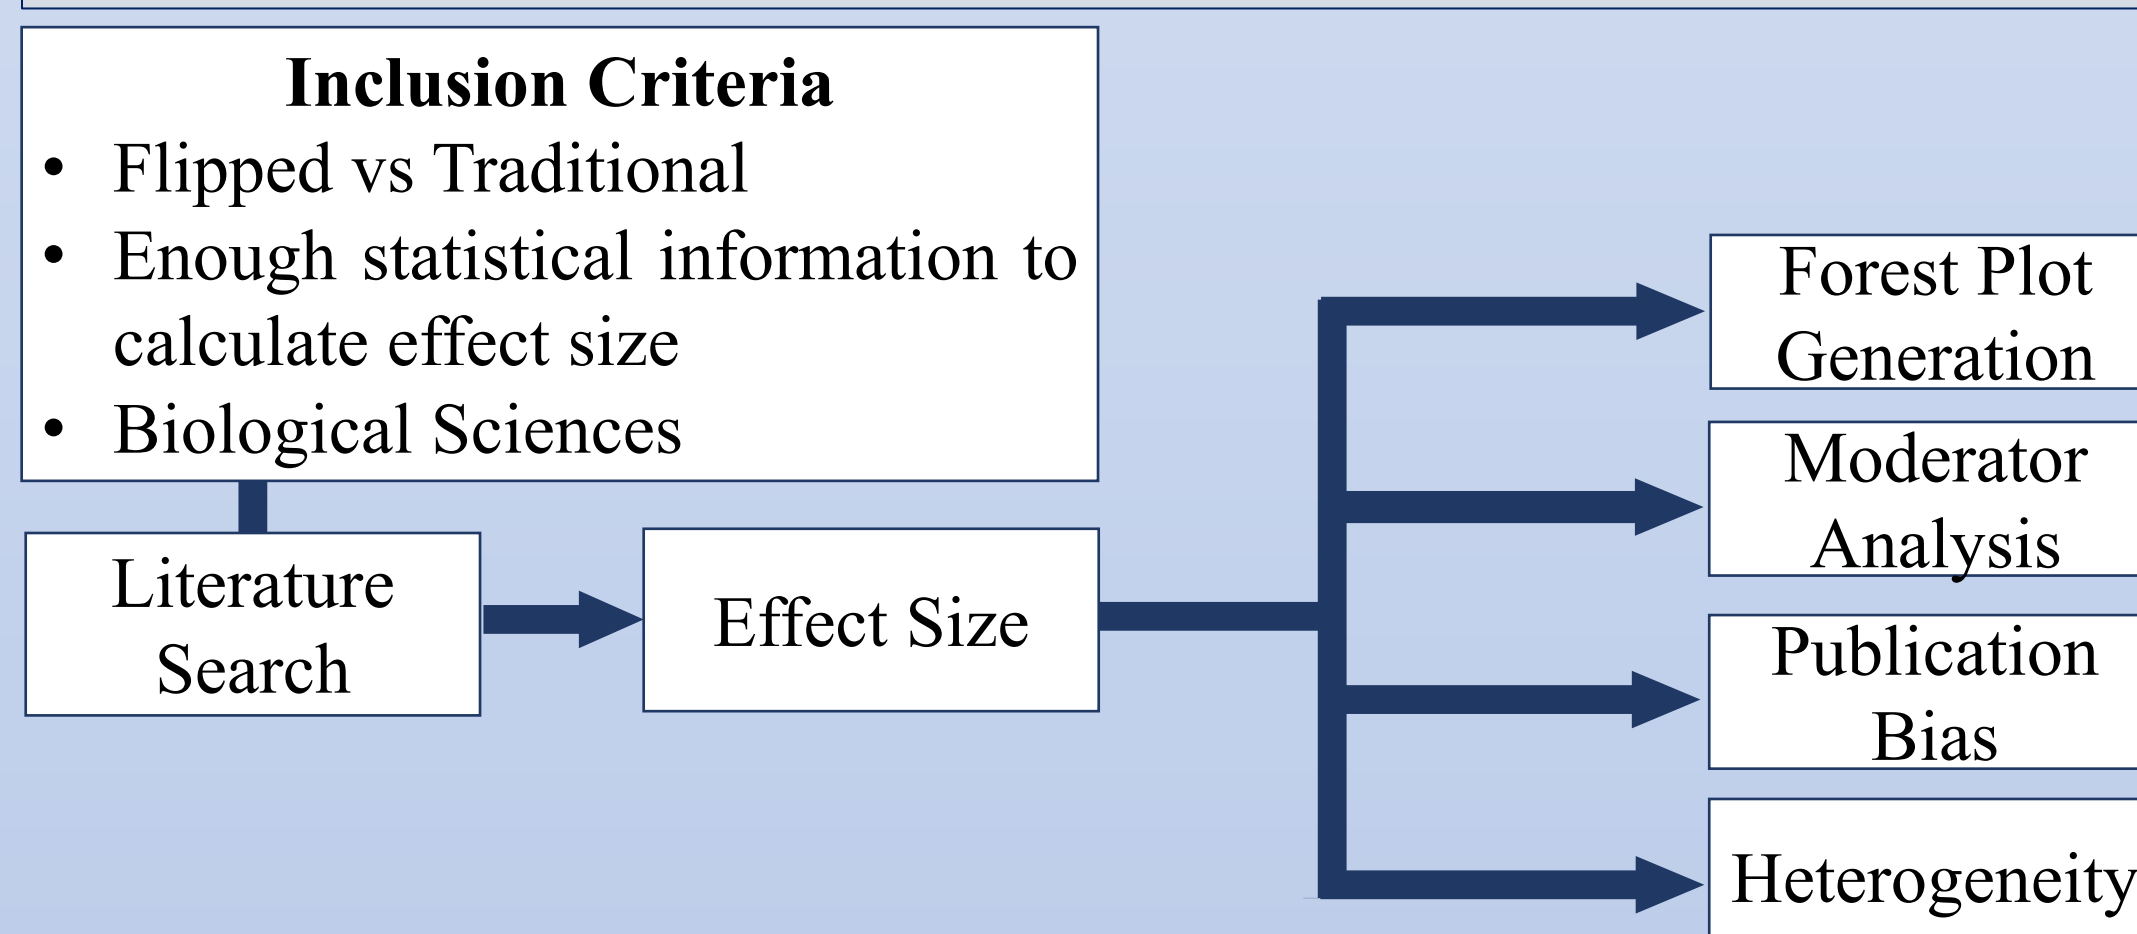 Inclusion Criteria
• Flipped vs Traditional
• Enough statistical information to
calculate effect size
• Biological Sciences
Literature
Search
Effect Size
Forest Plot
Generation
Moderator
Analysis
Publication
Bias
Heterogeneity